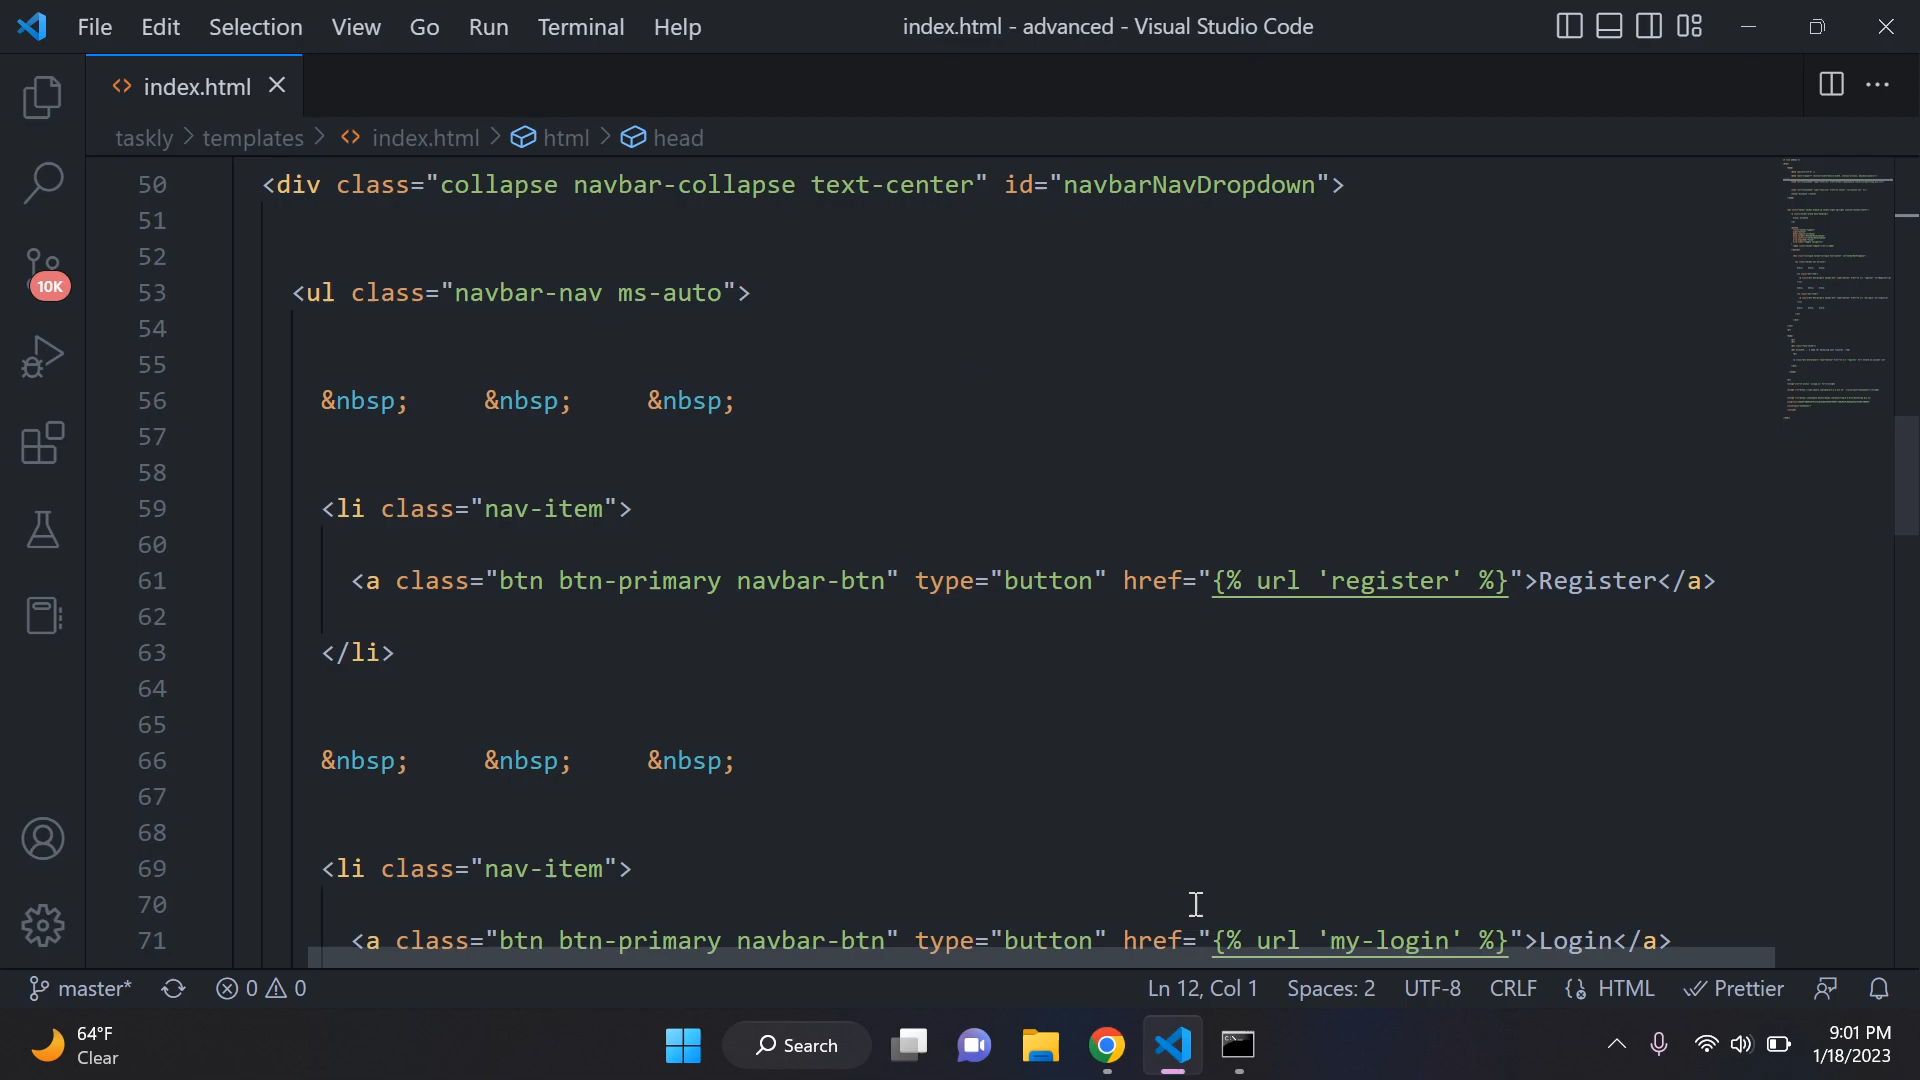 File Edit Selection View Go Run Terminal Help index.html - advanced - Visual Studio Code
index.html
taskly > templates > index.html > html > head
50 <div class="collapse navbar-collapse text-center" id="navbarNavDropdown">
51
52
53 <ul class="navbar-nav ms-auto">
54
55
56 &nbsp; &nbsp; &nbsp;
57
58
59 <li class="nav-item">
60
61 <a class="btn btn-primary navbar-btn" type="button" href="{% url 'register' %}">Register</a>
62
63 </li>
64
65
66 &nbsp; &nbsp; &nbsp;
67
68
69 <li class="nav-item">
70
71 <a class="btn btn-primary navbar-btn" type="button" href="{% url 'my-login' %}">Login</a>
10K
master* 0 0 Ln 12, Col 1 Spaces: 2 UTF-8 CRLF HTML Prettier
64°F
Clear
Search
9:01 PM
1/18/2023